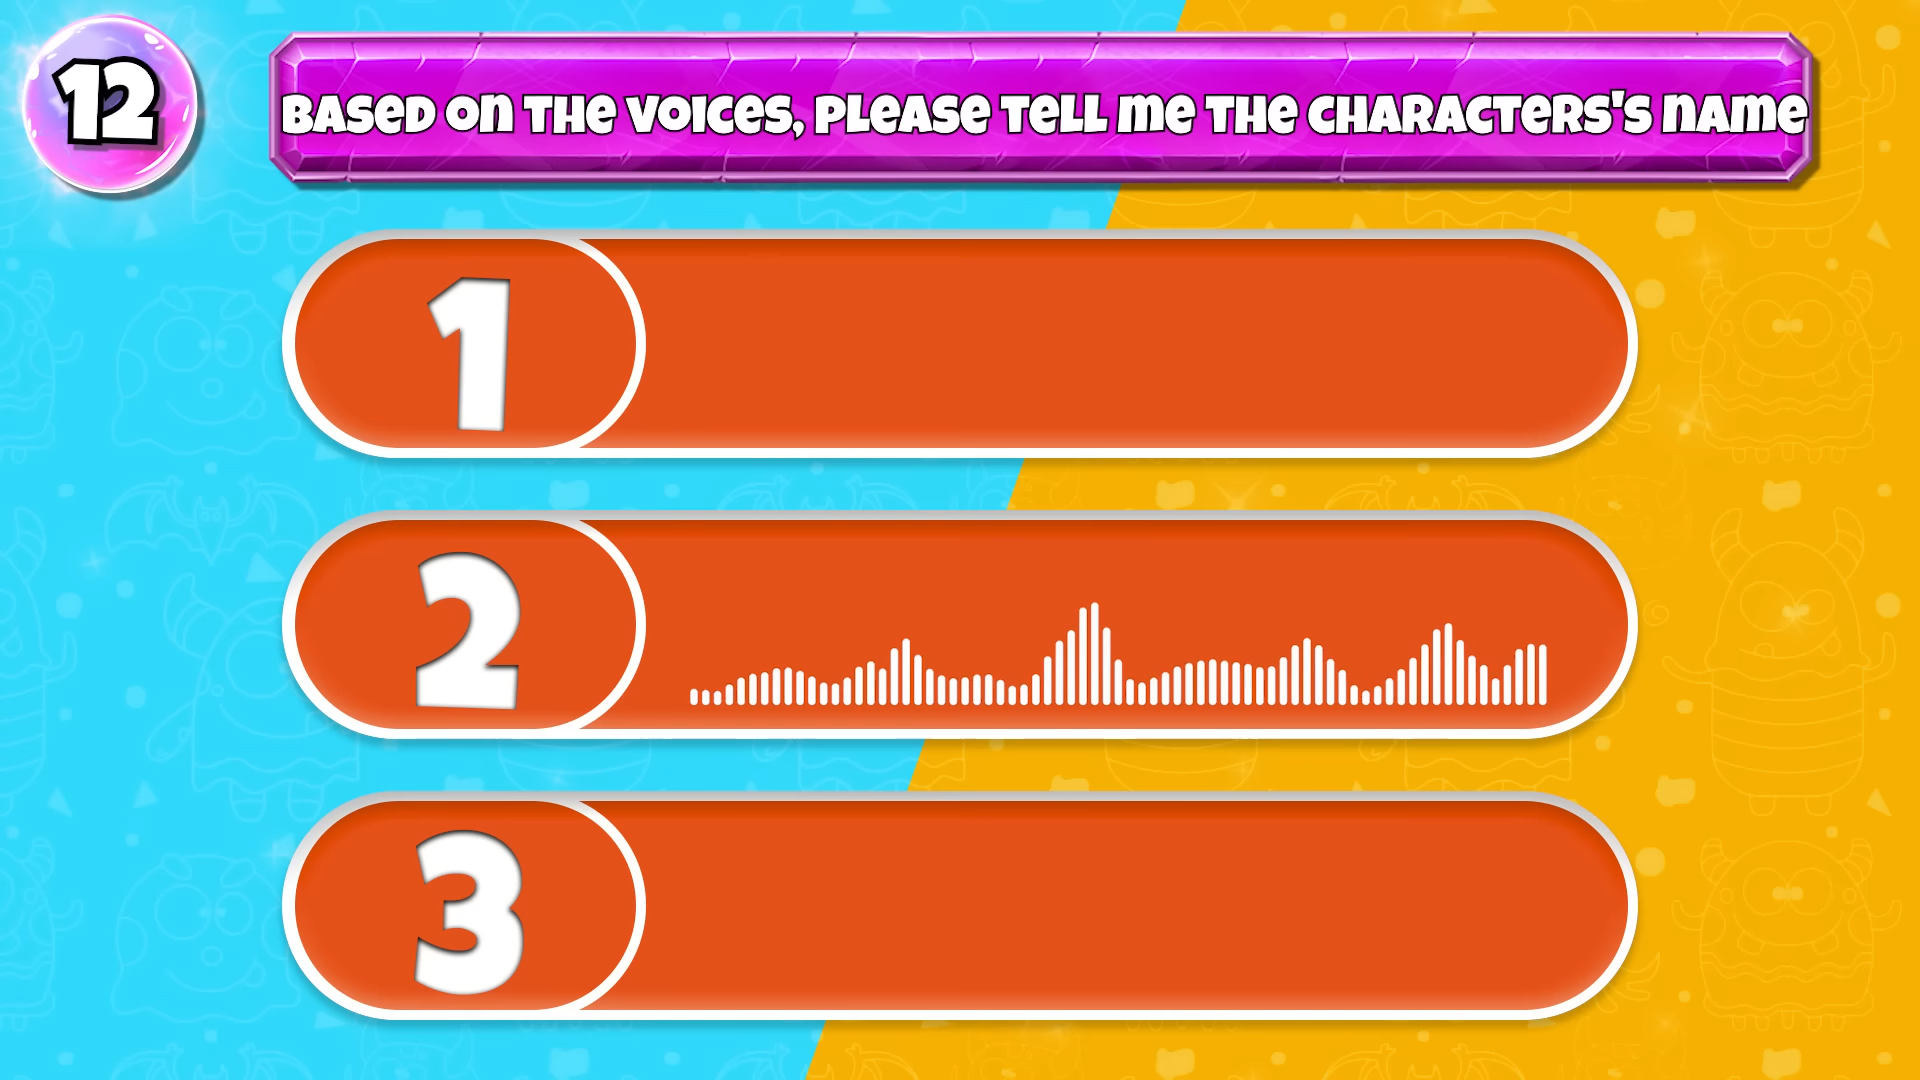 12
BASED ON THE VOICES, PLEASE TELL ME THE CHARACTERS'S NAME
1
2
3